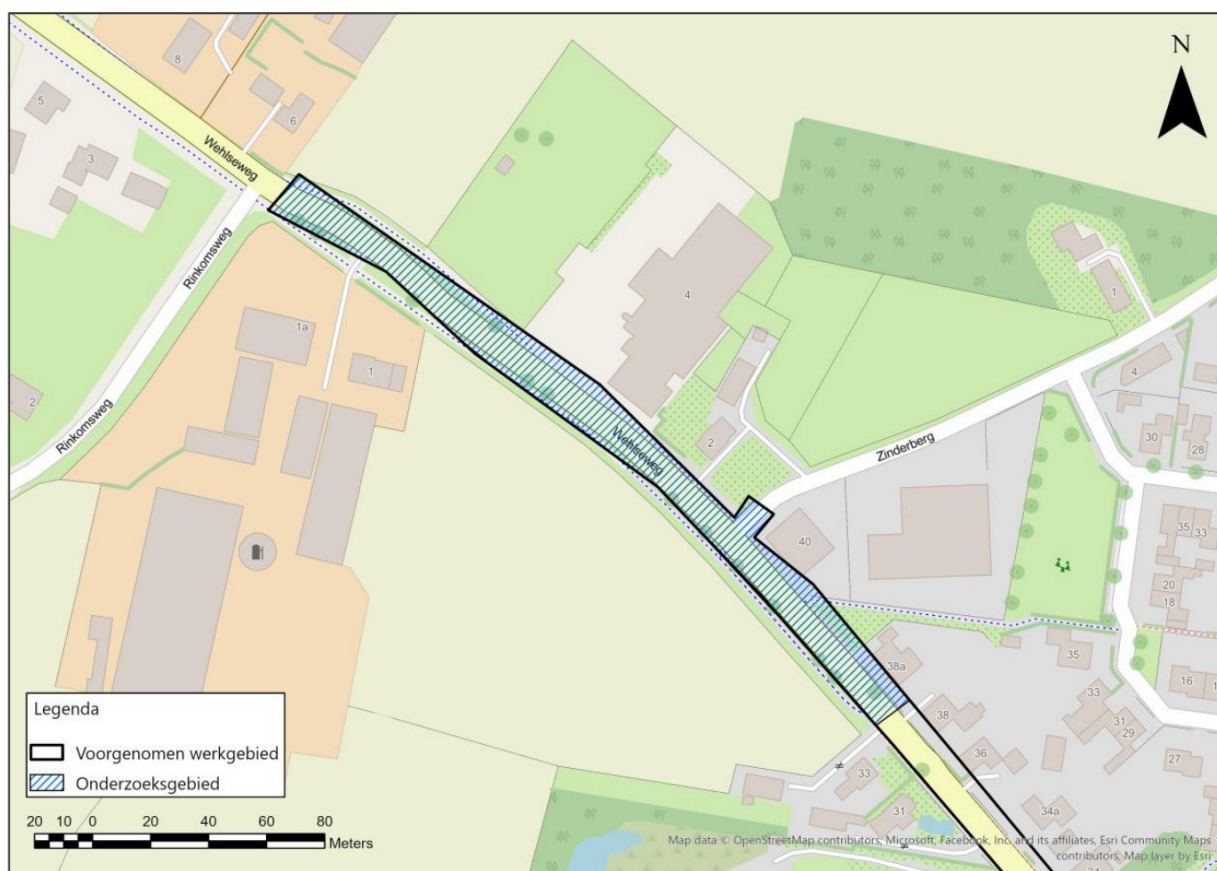 N
8
5
6
3
Wehlseweg
Rinkomsweg
4
1
1a
1
4
2
Rinkomsweg
Wehlseweg
2
Zinderberg
30
28
40
35
33
20
18
38a
35
16
1
38
33
31
29
36
27
33
31
34a
34
Legenda
Voorgenomen werkgebied
Onderzoeksgebied
20 10 0 20 40 60 80
Meters
Map data © OpenStreetMap contributors, Microsoft, Facebook, Inc. and its affiliates, Esri Community Maps
contributors, Map layer by Esri